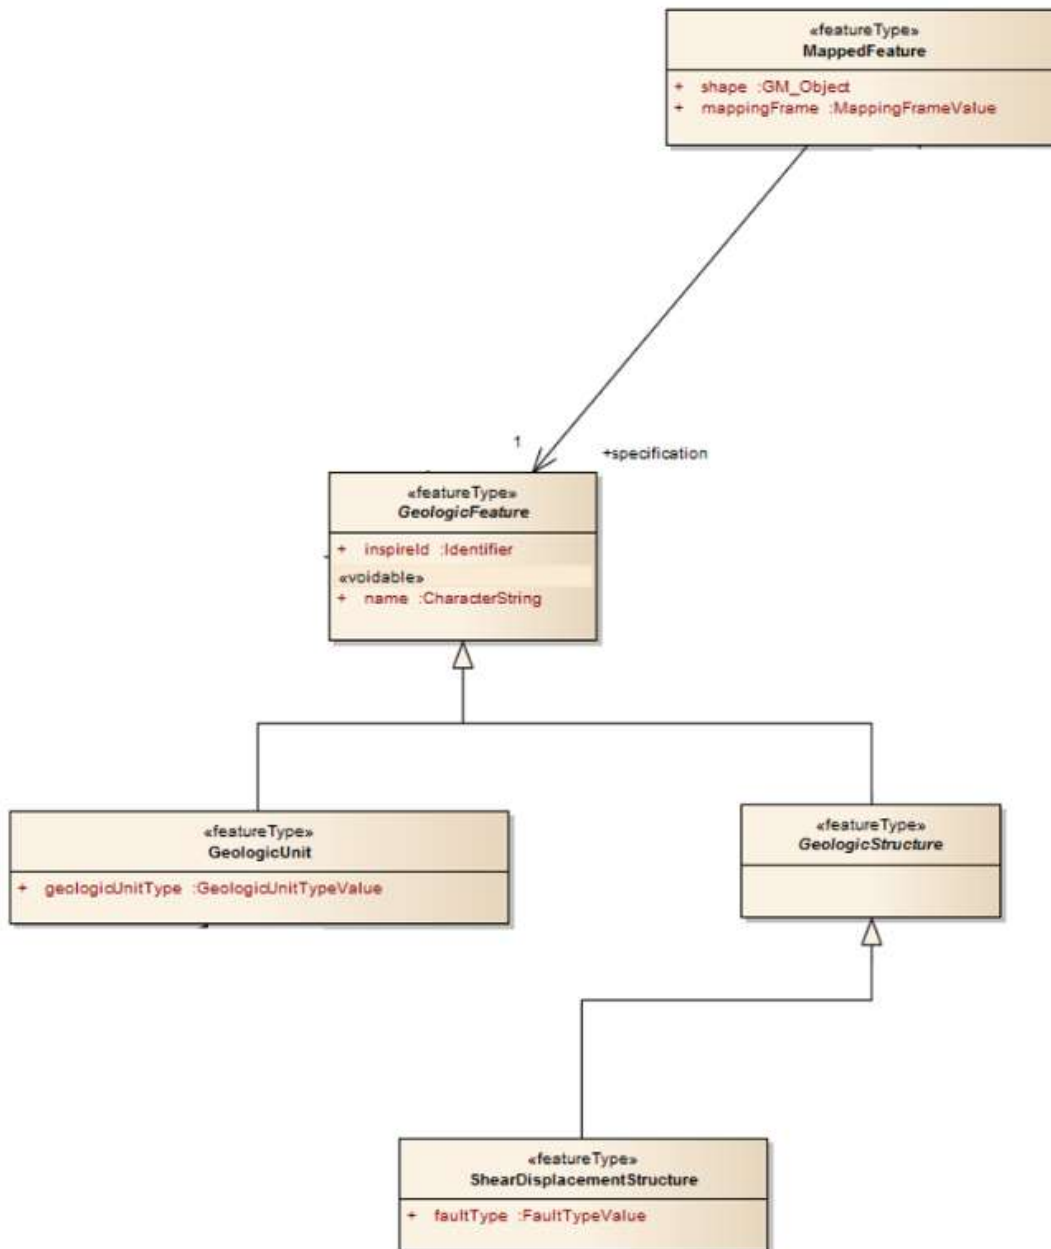 «featureType»
MappedFeature
+ shape :GM_Object
+ mappingFrame :MappingFrameValue
1
+specification
«featureType»
GeologicFeature
+ inspireId :Identifier
«voidable»
+ name :CharacterString
«featureType»
GeologicUnit
+ geologicUnitType :GeologicUnitTypeValue
«featureType»
GeologicStructure
«featureType»
ShearDisplacementStructure
+ faultType :FaultTypeValue